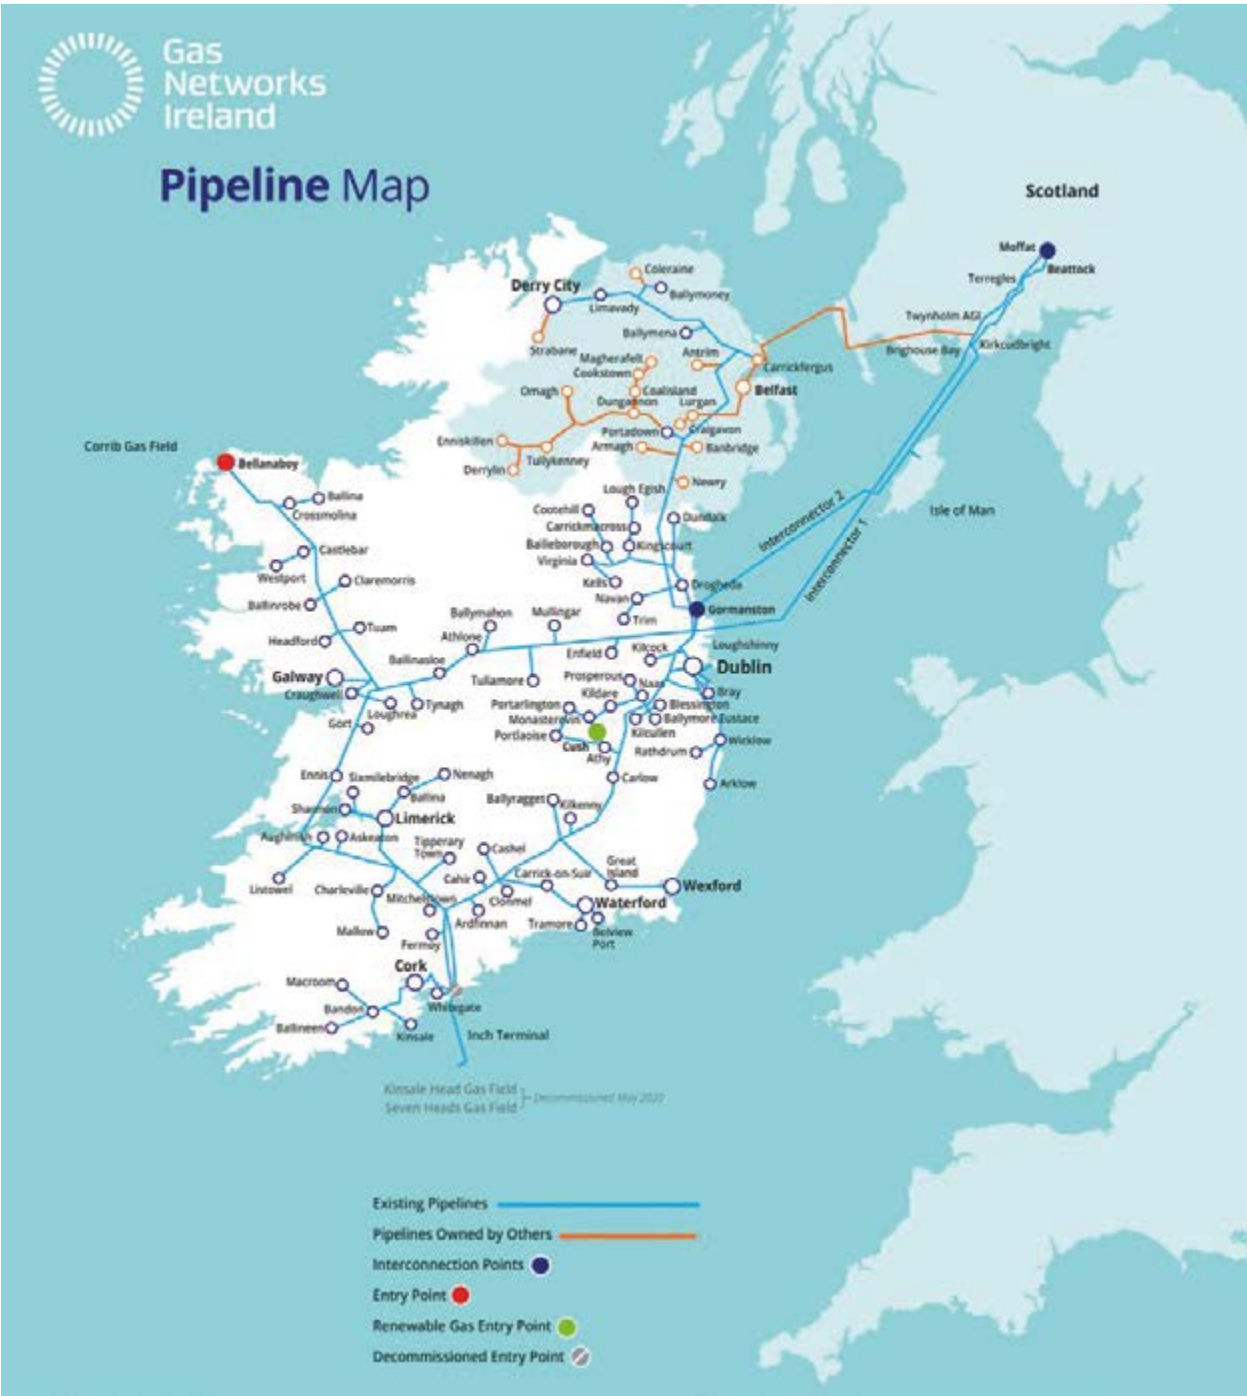 Gas
Networks
Ireland
Pipeline Map
Scotland
Moffat
Beattock
Terregles
Twynholm AGI
Brighouse Bay
Kirkcudbright
Coleraine
Derry City
Ballymoney
Limavady
Ballymena
Strabane
Magherafelt
Antrim
Cookstown
Carrickfergus
Omagh
Coalisland
Belfast
Dungannon
Lurgan
Portadown
Craigavon
Enniskillen
Armagh
Banbridge
Tullykenney
Derrylin
Newry
Corrib Gas Field
Bellanaboy
Lough Egish
Ballina
Crossmolina
Cootehill
Dundalk
Carrickmacross
Interconnector 2
Isle of Man
Castlebar
Bailieborough
Kingscourt
Virginia
Interconnector 1
Westport
Claremorris
Kells
Drogheda
Ballinrobe
Navan
Gormanston
Ballymahon
Mullingar
Trim
Tuam
Headford
Athlone
Enfield
Kilcock
Loughshinny
Ballinasloe
Dublin
Galway
Tullamore
Prosperous
Naas
Craughwell
Kildare
Bray
Tynagh
Portarlington
Blessington
Loughrea
Monasterevin
Ballymore Eustace
Gort
Portlaoise
Kilcullen
Cush
Rathdrum
Wicklow
Athy
Ennis
Sixmilebridge
Nenagh
Carlow
Arklow
Ballina
Ballyragget
Kilkenny
Shannon
Limerick
Aughinish
Askeaton
Tipperary
Town
Cashel
Great
Island
Listowel
Charleville
Cahir
Carrick-on-Suir
Wexford
Mitchelstown
Clonmel
Waterford
Mallow
Ardfinnan
Tramore
Belview
Port
Fermoy
Cork
Macroom
Whitegate
Bandon
Ballineen
Kinsale
Inch Terminal
Kinsale Head Gas Field
Seven Heads Gas Field
Decommissioned May 2020
Existing Pipelines
Pipelines Owned by Others
Interconnection Points
Entry Point
Renewable Gas Entry Point
Decommissioned Entry Point